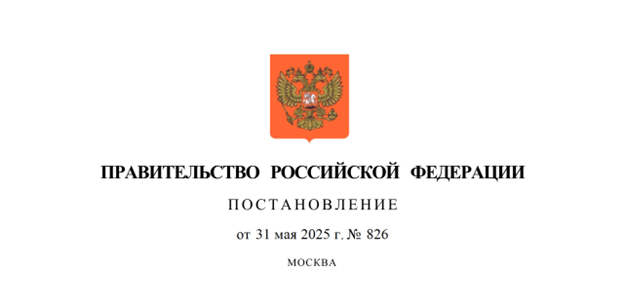 ПРАВИТЕЛЬСТВО РОССИЙСКОЙ ФЕДЕРАЦИИ
ПОСТАНОВЛЕНИЕ
от 31 мая 2025 г. № 826
МОСКВА